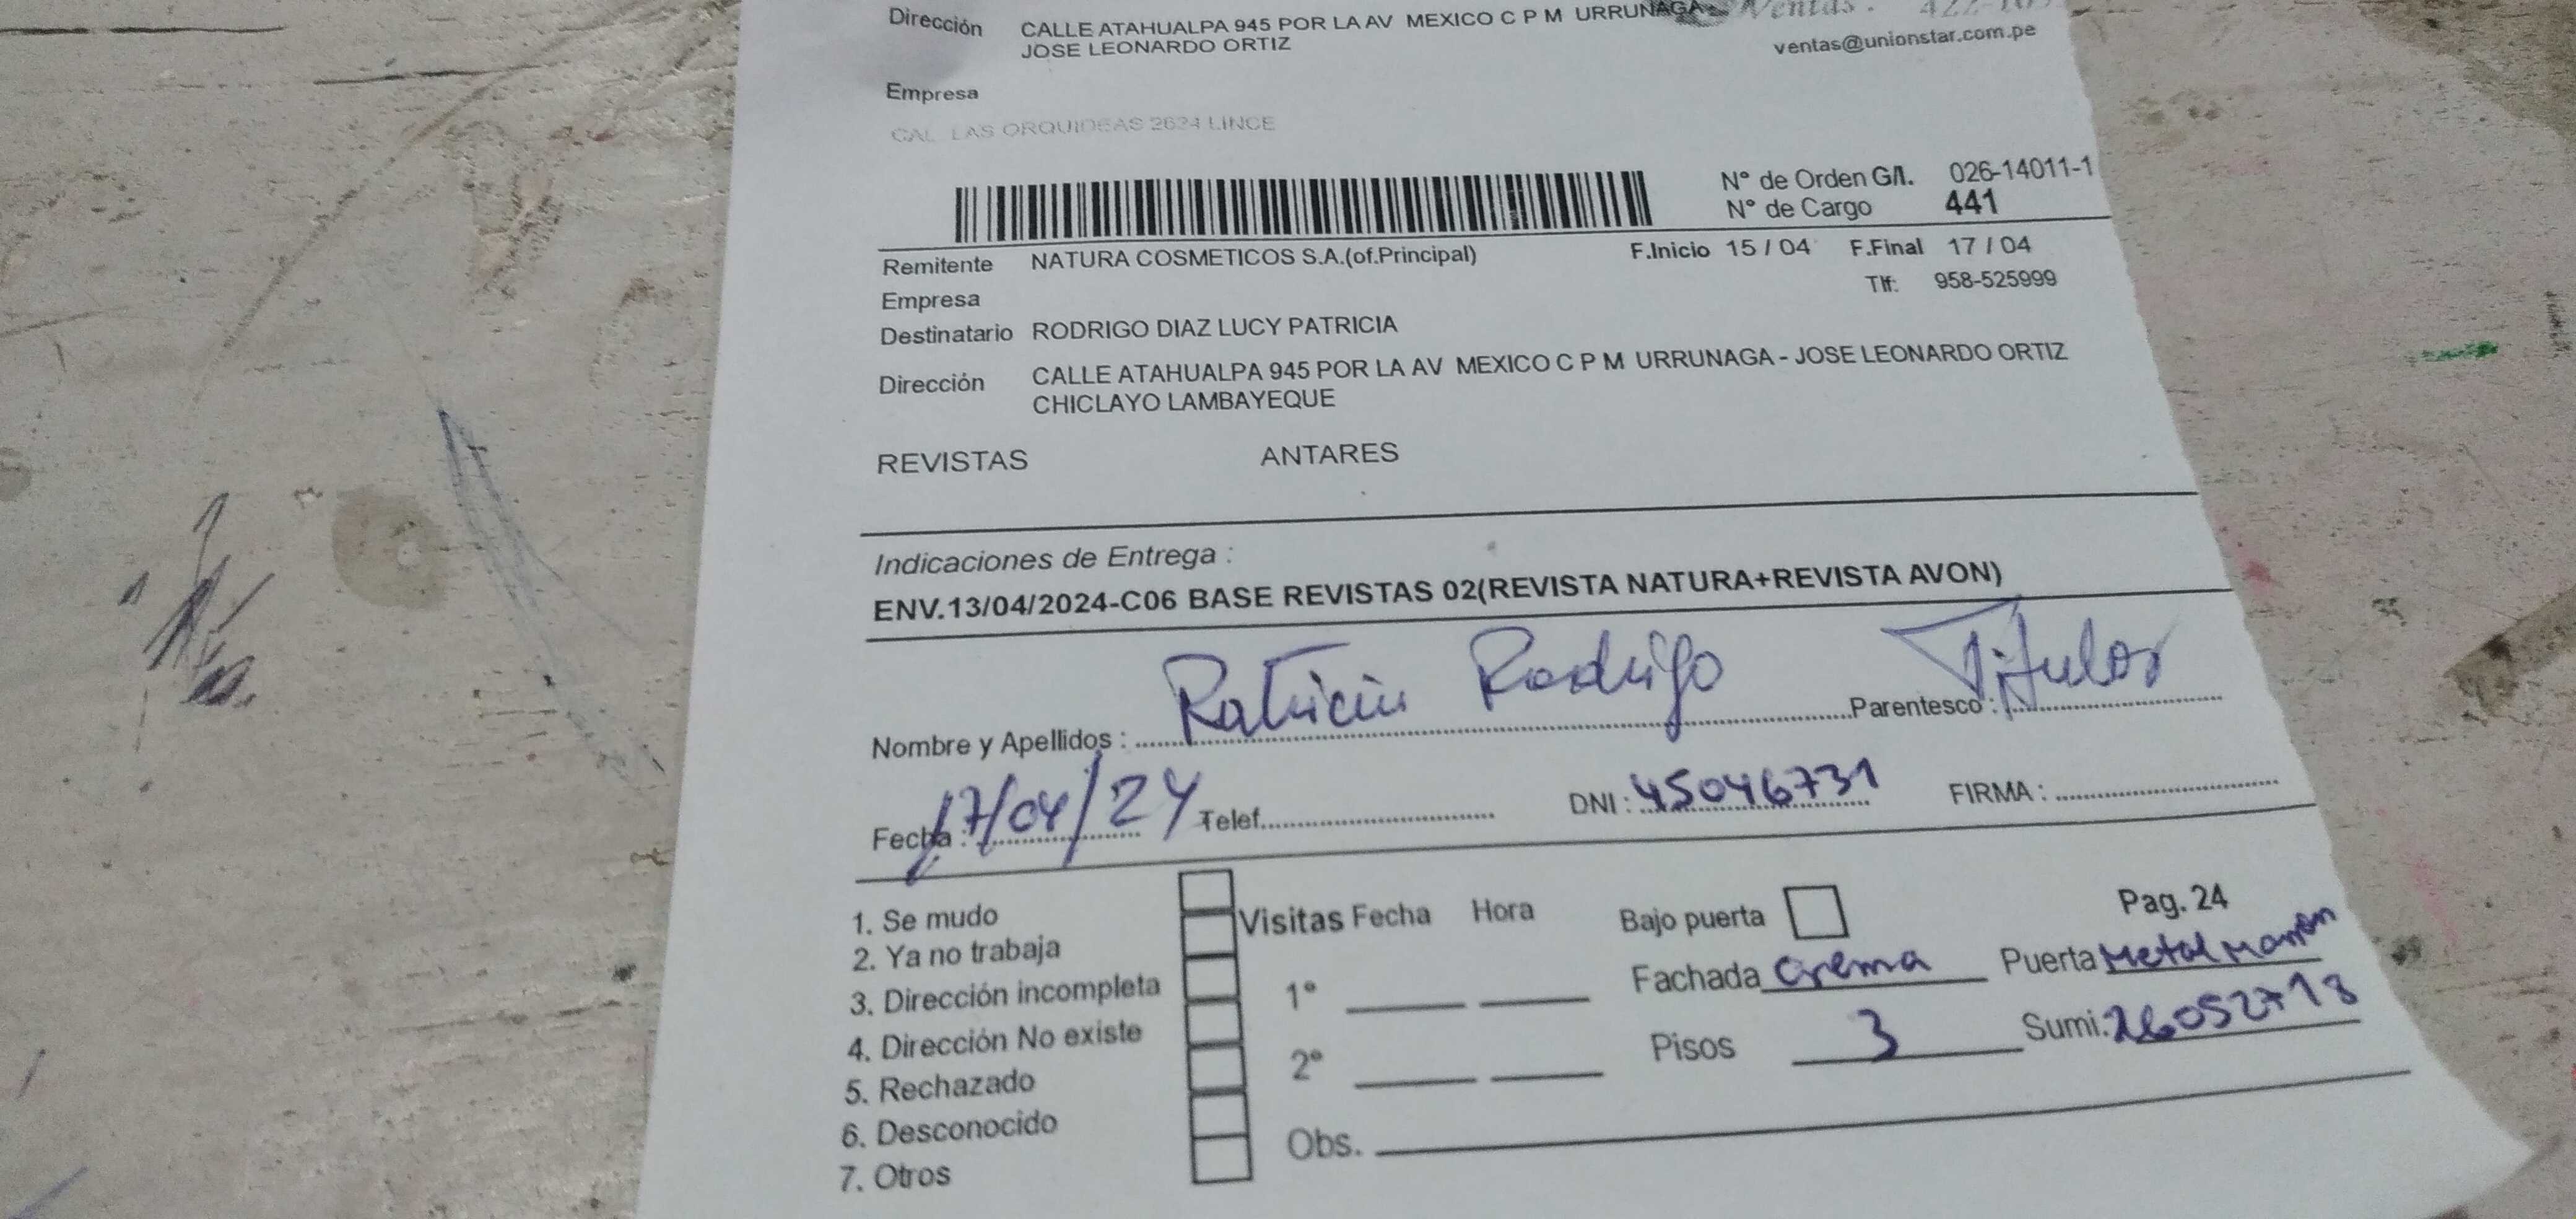 Dirección CALLE ATAHUALPA 945 POR LA AV MEXICO C P M URRUNAGA - Ventas :
JOSE LEONARDO ORTIZ
ventas@unionstar.com.pe
Empresa
CAL. LAS ORQUIDEAS 2634 LINCE
N° de Orden G/I. 026-14011-1
N° de Cargo 441
Remitente NATURA COSMETICOS S.A.(of.Principal) F.Inicio 15 / 04 F.Final 17 / 04
Empresa Tlf: 958-525999
Destinatario RODRIGO DIAZ LUCY PATRICIA
Dirección CALLE ATAHUALPA 945 POR LA AV MEXICO C P M URRUNAGA - JOSE LEONARDO ORTIZ
CHICLAYO LAMBAYEQUE
REVISTAS ANTARES
Indicaciones de Entrega :
ENV.13/04/2024-C06 BASE REVISTAS 02(REVISTA NATURA+REVISTA AVON)
Nombre y Apellidos : Patricia Rodrigo Parentesco : Titular
Fecha : 17/04/24 Telef. DNI : 45046731 FIRMA :
1. Se mudo
2. Ya no trabaja
3. Dirección incompleta
4. Dirección No existe
5. Rechazado
6. Desconocido
7. Otros
Visitas Fecha Hora
1°
2°
Obs.
Bajo puerta Pag. 24
Fachada crema Puerta Metal Marron
Pisos 3 Sumi. 26052718